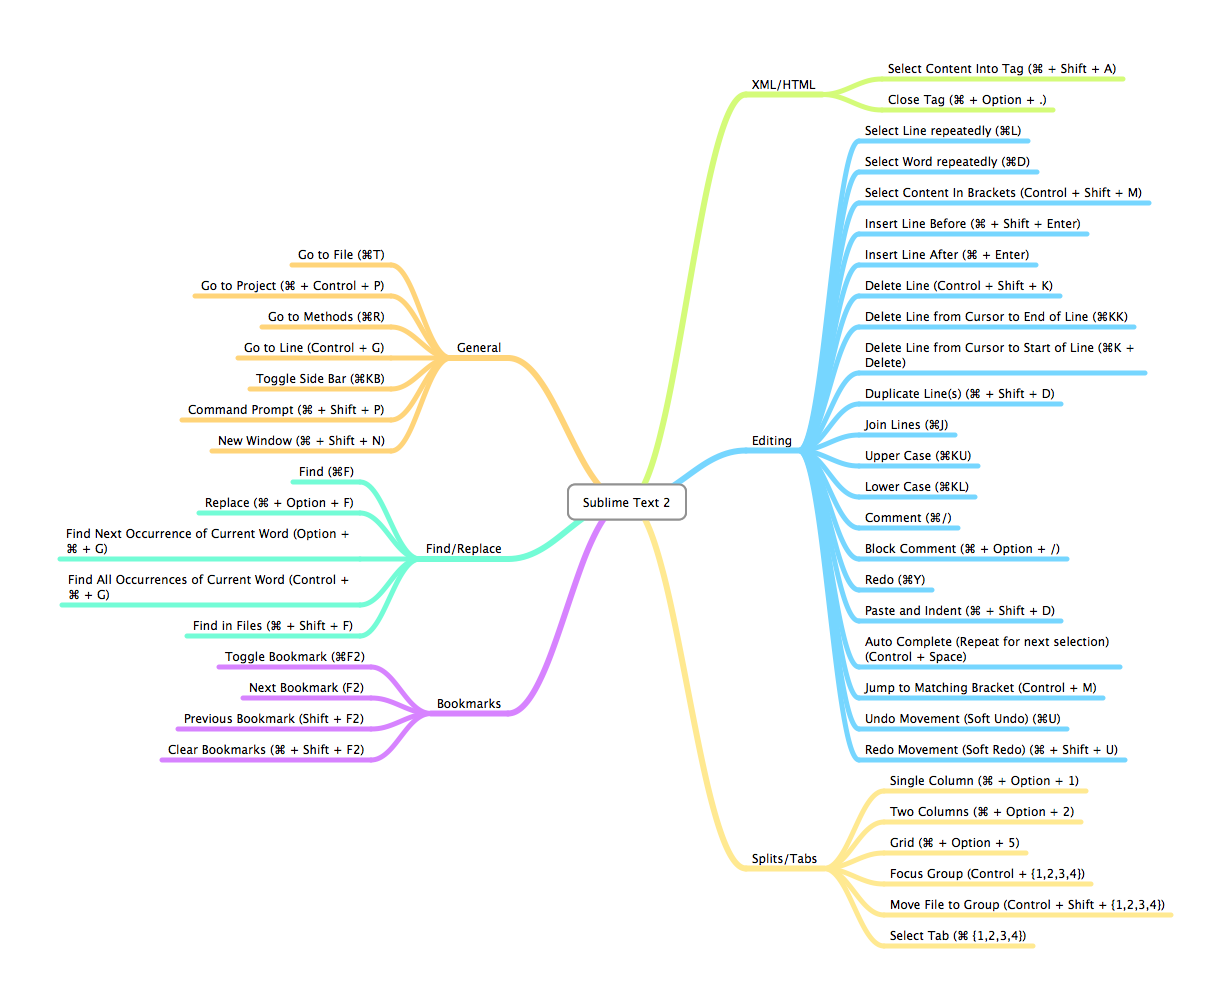 Sublime Text 2
XML/HTML
Select Content Into Tag (⌘ + Shift + A)
Close Tag (⌘ + Option + .)
Editing
Select Line repeatedly (⌘L)
Select Word repeatedly (⌘D)
Select Content In Brackets (Control + Shift + M)
Insert Line Before (⌘ + Shift + Enter)
Insert Line After (⌘ + Enter)
Delete Line (Control + Shift + K)
Delete Line from Cursor to End of Line (⌘KK)
Delete Line from Cursor to Start of Line (⌘K +
Delete)
Duplicate Line(s) (⌘ + Shift + D)
Join Lines (⌘J)
Upper Case (⌘KU)
Lower Case (⌘KL)
Comment (⌘/)
Block Comment (⌘ + Option + /)
Redo (⌘Y)
Paste and Indent (⌘ + Shift + D)
Auto Complete (Repeat for next selection)
(Control + Space)
Jump to Matching Bracket (Control + M)
Undo Movement (Soft Undo) (⌘U)
Redo Movement (Soft Redo) (⌘ + Shift + U)
Splits/Tabs
Single Column (⌘ + Option + 1)
Two Columns (⌘ + Option + 2)
Grid (⌘ + Option + 5)
Focus Group (Control + {1,2,3,4})
Move File to Group (Control + Shift + {1,2,3,4})
Select Tab (⌘ {1,2,3,4})
General
Go to File (⌘T)
Go to Project (⌘ + Control + P)
Go to Methods (⌘R)
Go to Line (Control + G)
Toggle Side Bar (⌘KB)
Command Prompt (⌘ + Shift + P)
New Window (⌘ + Shift + N)
Find/Replace
Find (⌘F)
Replace (⌘ + Option + F)
Find Next Occurrence of Current Word (Option +
⌘ + G)
Find All Occurrences of Current Word (Control +
⌘ + G)
Find in Files (⌘ + Shift + F)
Bookmarks
Toggle Bookmark (⌘F2)
Next Bookmark (F2)
Previous Bookmark (Shift + F2)
Clear Bookmarks (⌘ + Shift + F2)